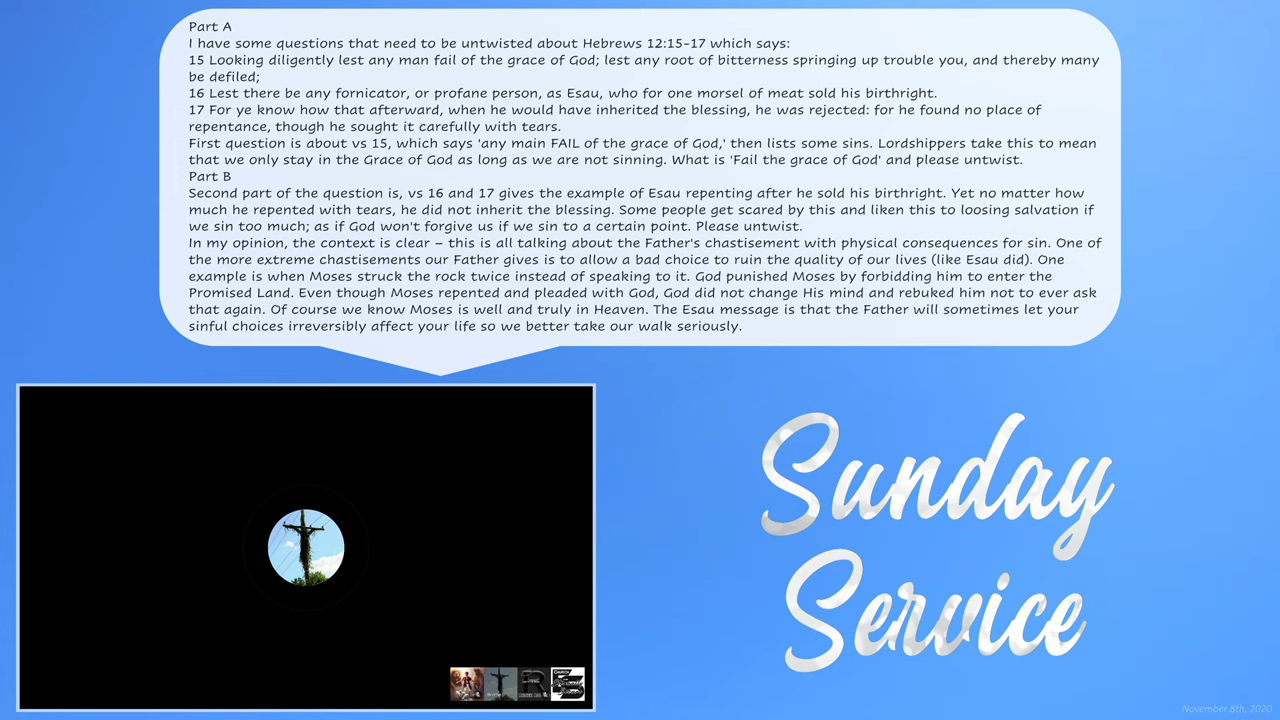 Part A
I have some questions that need to be untwisted about Hebrews 12:15-17 which says:
15 Looking diligently lest any man fail of the grace of God; lest any root of bitterness springing up trouble you, and thereby many
be defiled;
16 Lest there be any fornicator, or profane person, as Esau, who for one morsel of meat sold his birthright.
17 For ye know how that afterward, when he would have inherited the blessing, he was rejected: for he found no place of
repentance, though he sought it carefully with tears.
First question is about vs 15, which says 'any main FAIL of the grace of God,' then lists some sins. Lordshippers take this to mean
that we only stay in the Grace of God as long as we are not sinning. What is 'Fail the grace of God' and please untwist.
Part B
Second part of the question is, vs 16 and 17 gives the example of Esau repenting after he sold his birthright. Yet no matter how
much he repented with tears, he did not inherit the blessing. Some people get scared by this and liken this to loosing salvation if
we sin too much; as if God won't forgive us if we sin to a certain point. Please untwist.
In my opinion, the context is clear – this is all talking about the Father's chastisement with physical consequences for sin. One of
the more extreme chastisements our Father gives is to allow a bad choice to ruin the quality of our lives (like Esau did). One
example is when Moses struck the rock twice instead of speaking to it. God punished Moses by forbidding him to enter the
Promised Land. Even though Moses repented and pleaded with God, God did not change His mind and rebuked him not to ever ask
that again. Of course we know Moses is well and truly in Heaven. The Esau message is that the Father will sometimes let your
sinful choices irreversibly affect your life so we better take our walk seriously.
Sunday
Service
November 8th, 2020